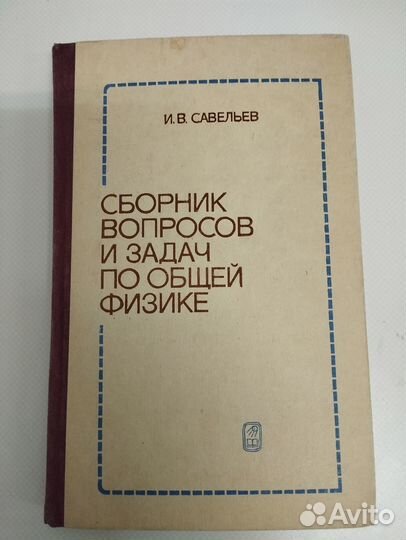 И. В. САВЕЛЬЕВ
СБОРНИК
ВОПРОСОВ
И ЗАДАЧ
ПО ОБЩЕЙ
ФИЗИКЕ
Avito